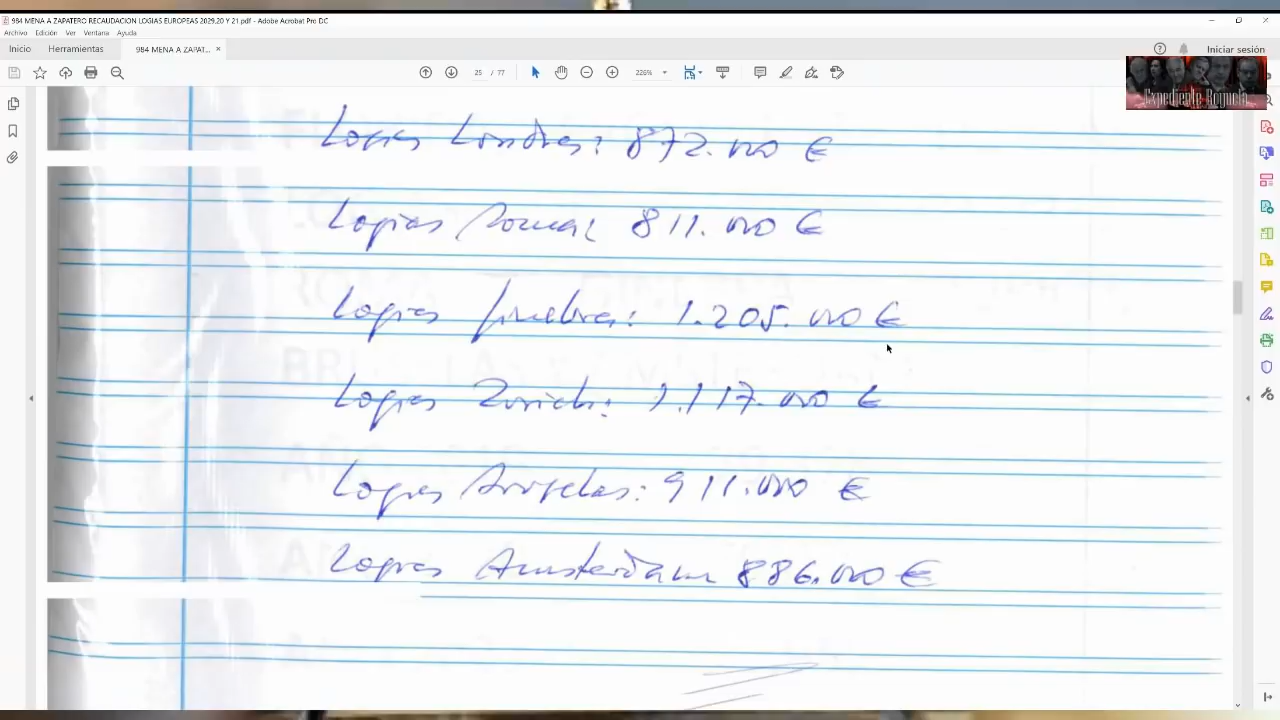 984 MENA A ZAPATERO RECAUDACION LOGIAS EUROPEAS 2029,20 Y 21.pdf - Adobe Acrobat Pro DC
Archivo Edición Ver Ventana Ayuda
Inicio Herramientas 984 MENA A ZAPAT... × Iniciar sesión
25 / 77 226%
Expediente Royuela
Logias Londres: 872.000 €
Logias Roma: 811.000 €
Logias Ginebra: 1.205.000 €
Logias Zurich: 1.117.000 €
Logias Bruselas: 911.000 €
Logias Amsterdam 886.000 €